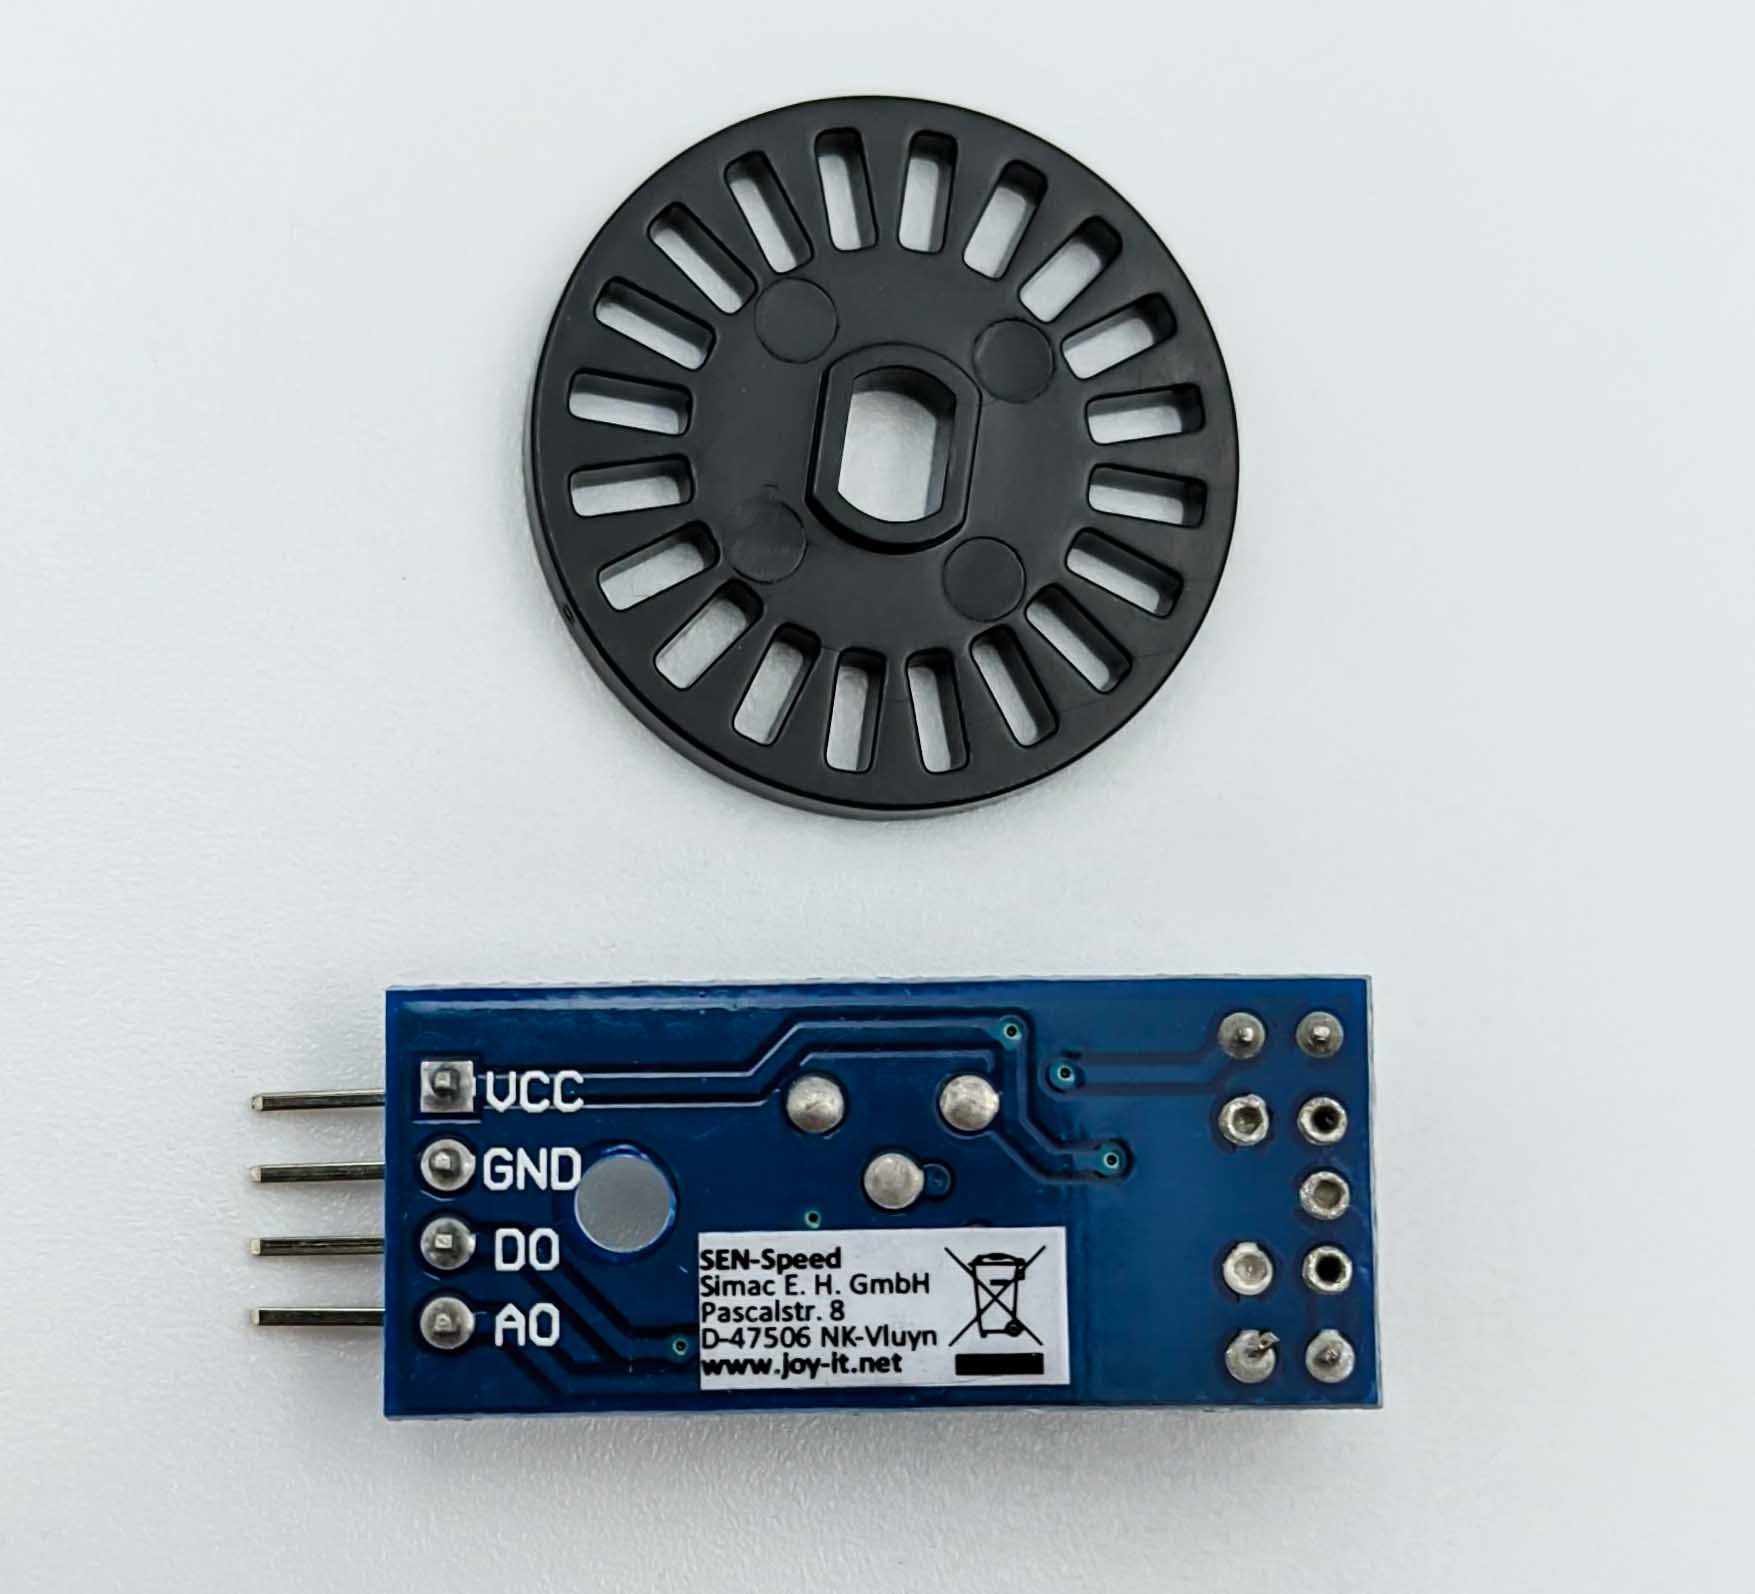 VCC
GND
DO
AO
SEN-Speed
Simac E. H. GmbH
Pascalstr. 8
D-47506 NK-Vluyn
www.joy-it.net